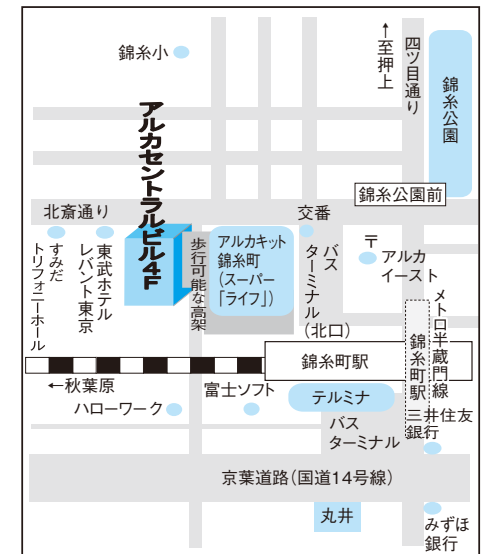 錦糸小
↑至押上
四ツ目通り
錦糸公園
アルカセントラルビル4F
錦糸公園前
北斎通り
交番
すみだ
トリフォニーホール
東武ホテル
レバント東京
歩行可能な高架
アルカキット
錦糸町
(スーパー
「ライフ」)
バス
ターミナル
(北口)
〒
アルカ
イースト
メトロ半蔵門線
錦糸町駅
錦糸町駅
←秋葉原
ハローワーク
富士ソフト
テルミナ
バス
ターミナル
三井住友
銀行
京葉道路(国道14号線)
丸井
みずほ
銀行